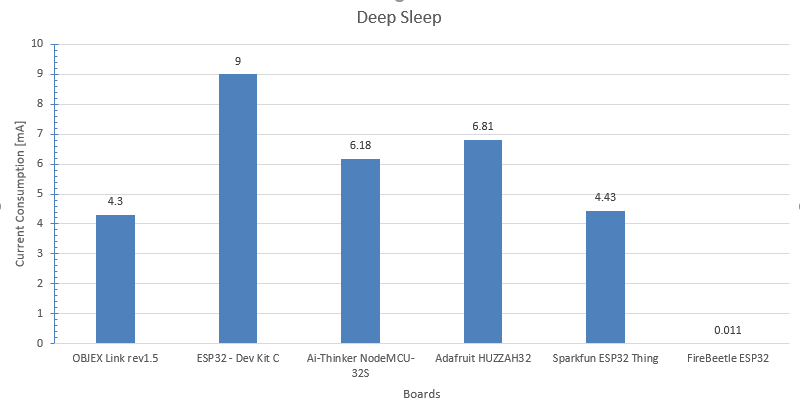 Deep Sleep
Current Consumption [mA]
10
9
8
7
6
5
4
3
2
1
0
4.3
9
6.18
6.81
4.43
0.011
OBJEX Link rev1.5
ESP32 - Dev Kit C
Ai-Thinker NodeMCU-
32S
Adafruit HUZZAH32
Sparkfun ESP32 Thing
FireBeetle ESP32
Boards